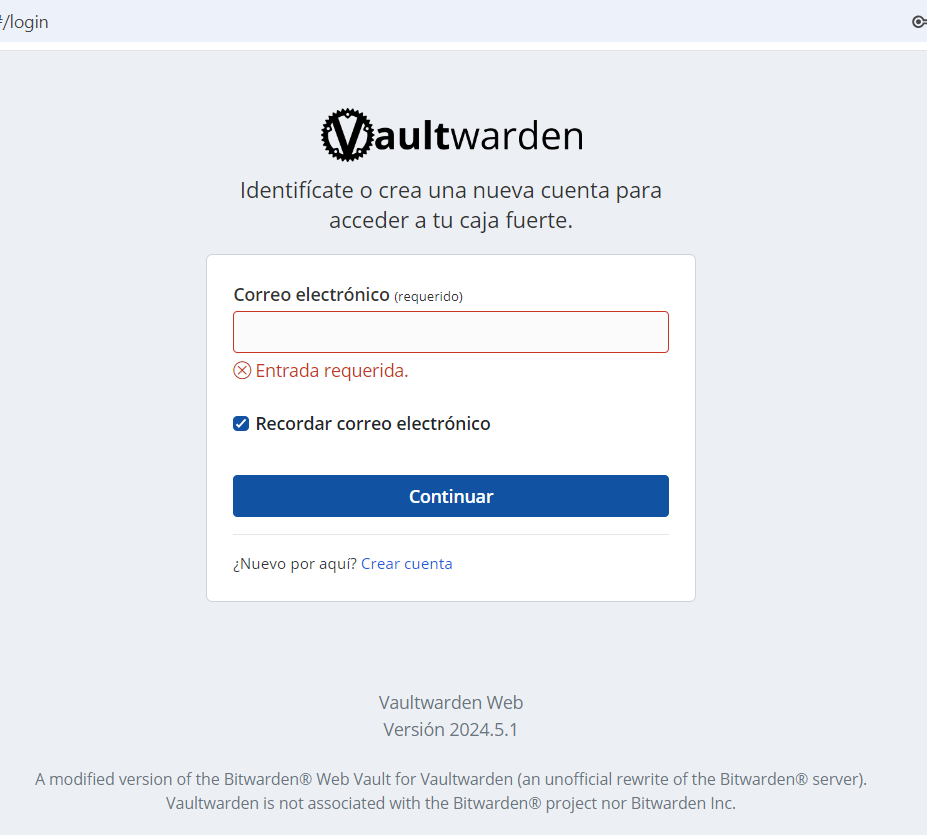 #/login
Vaultwarden
Identifícate o crea una nueva cuenta para
acceder a tu caja fuerte.
Correo electrónico (requerido)
Entrada requerida.
Recordar correo electrónico
Continuar
¿Nuevo por aquí? Crear cuenta
Vaultwarden Web
Versión 2024.5.1
A modified version of the Bitwarden® Web Vault for Vaultwarden (an unofficial rewrite of the Bitwarden® server).
Vaultwarden is not associated with the Bitwarden® project nor Bitwarden Inc.